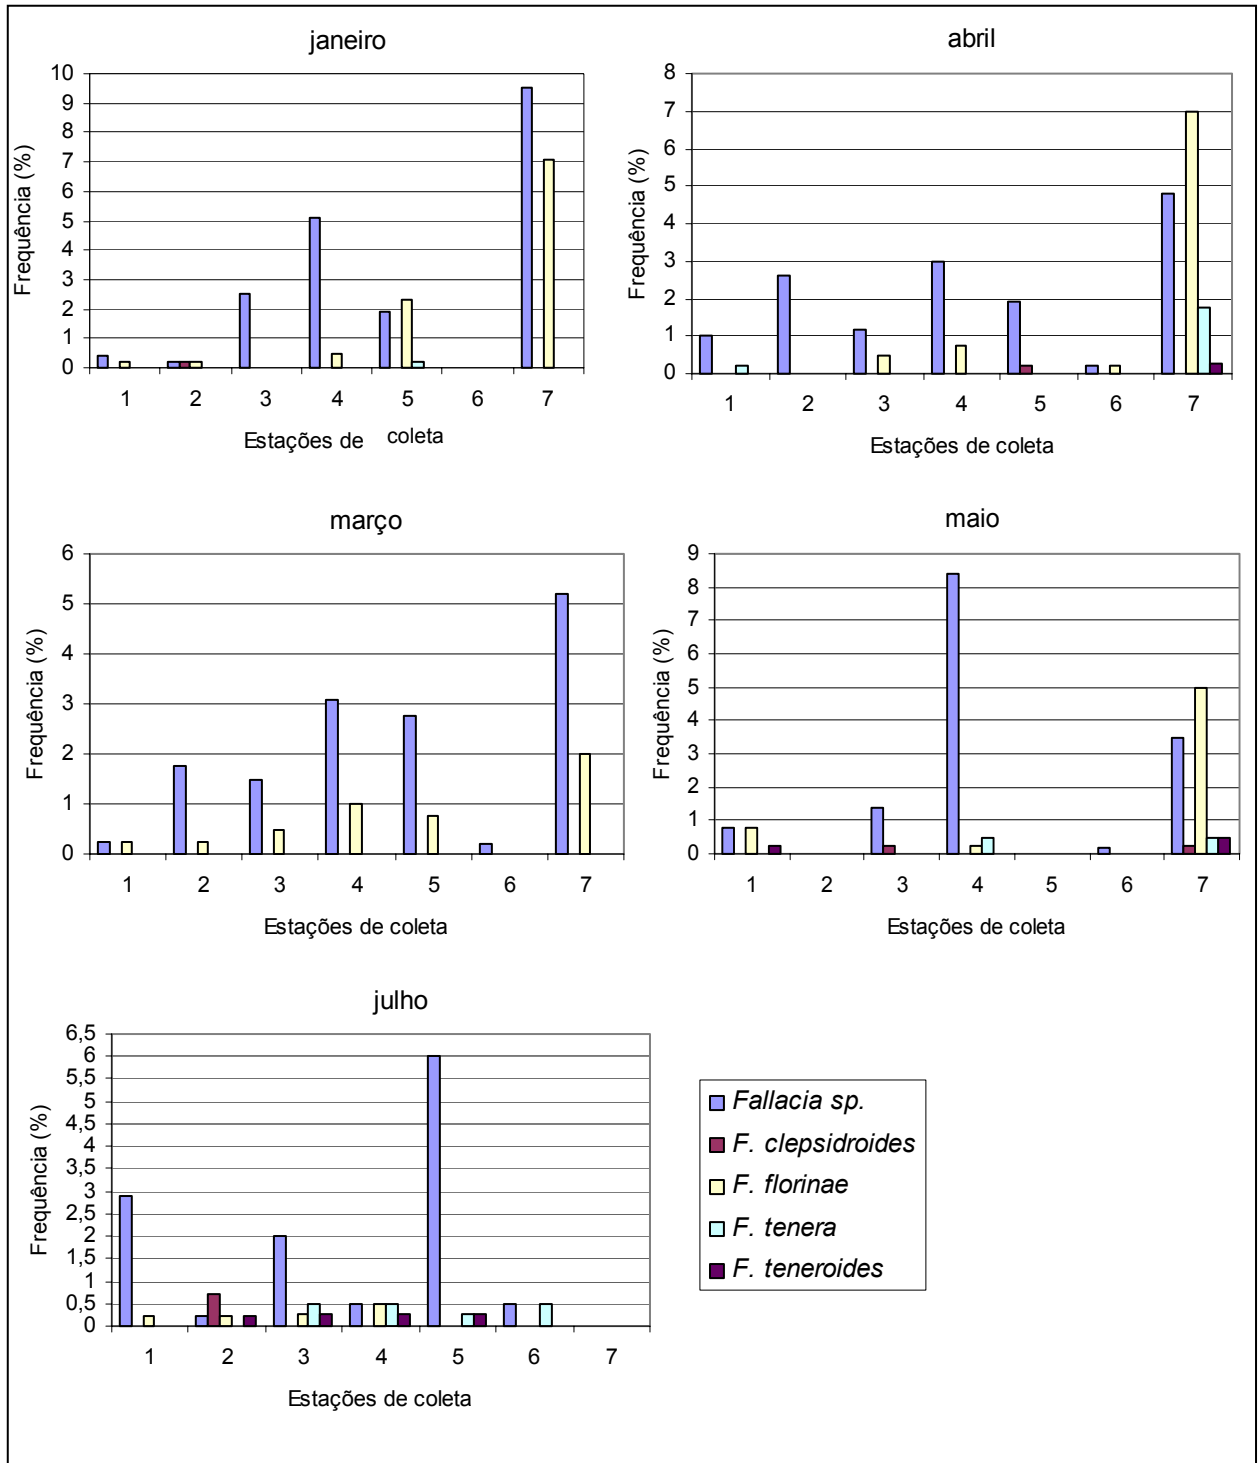 janeiro
Frequência (%)
10
9
8
7
6
5
4
3
2
1
0
1 2 3 4 5 6 7
Estações de coleta
abril
Frequência (%)
8
7
6
5
4
3
2
1
0
1 2 3 4 5 6 7
Estações de coleta
março
Frequência (%)
6
5
4
3
2
1
0
1 2 3 4 5 6 7
Estações de coleta
maio
Frequência (%)
9
8
7
6
5
4
3
2
1
0
1 2 3 4 5 6 7
Estações de coleta
julho
Frequência (%)
6,5
6
5,5
5
4,5
4
3,5
3
2,5
2
1,5
1
0,5
0
1 2 3 4 5 6 7
Estações de coleta
Fallacia sp.
F. clepsidroides
F. florinae
F. tenera
F. teneroides